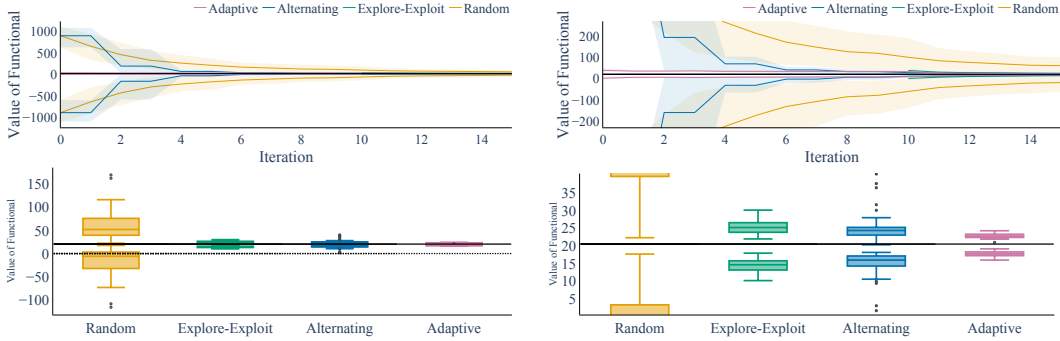 Adaptive Alternating Explore-Exploit Random
Value of Functional
1000
500
0
−500
−1000
0 2 4 6 8 10 12 14
Iteration
Adaptive Alternating Explore-Exploit Random
Value of Functional
200
100
0
−100
−200
0 2 4 6 8 10 12 14
Iteration
Value of Functional
150
100
50
0
−50
−100
Random Explore-Exploit Alternating Adaptive
Value of Functional
35
30
25
20
15
10
5
Random Explore-Exploit Alternating Adaptive